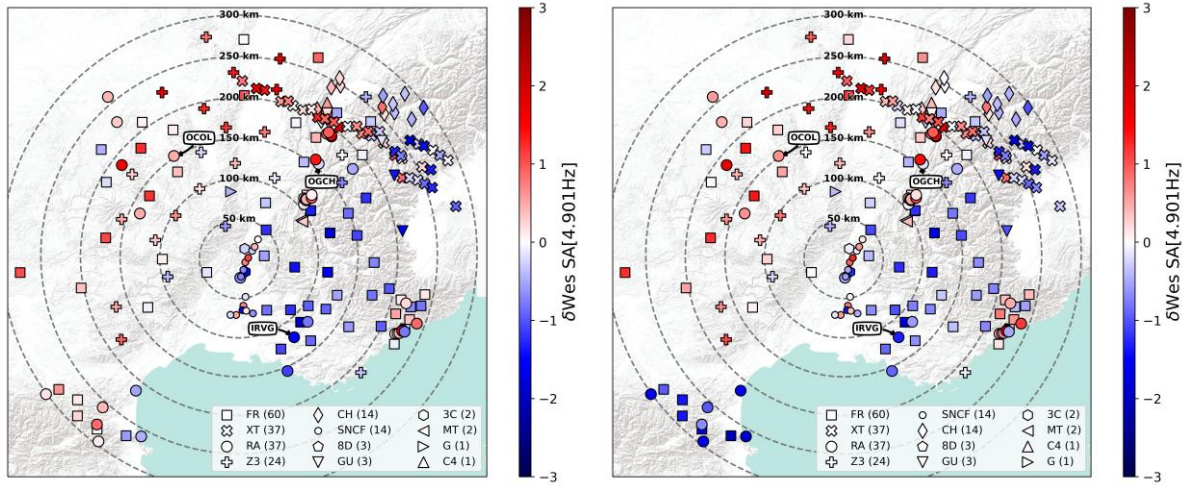 300 km
250 km
200 km
150 km
100 km
50 km
OCOL
OGCH
IRVG
FR (60)
XT (37)
RA (37)
Z3 (24)
CH (14)
SNCF (14)
8D (3)
GU (3)
3C (2)
MT (2)
G (1)
C4 (1)
3
2
1
0
−1
−2
−3
δWes SA[4.901Hz]
300 km
250 km
200 km
150 km
100 km
50 km
OCOL
OGCH
IRVG
FR (60)
XT (37)
RA (37)
Z3 (24)
SNCF (14)
CH (14)
8D (3)
GU (3)
3C (2)
MT (2)
C4 (1)
G (1)
3
2
1
0
−1
−2
−3
δWes SA[4.901Hz]